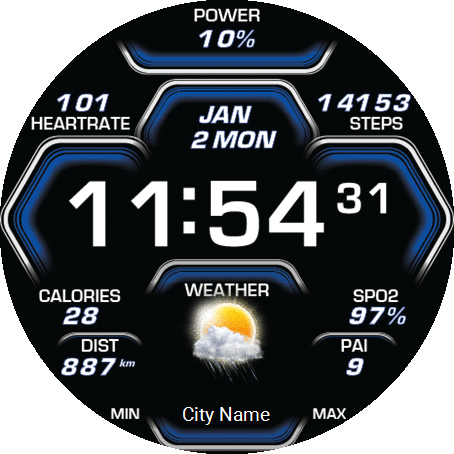 POWER
10%
101
HEARTRATE
JAN
2 MON
14153
STEPS
11:54 31
CALORIES
28
WEATHER
SPO2
97%
DIST
887 km
PAI
9
MIN
City Name
MAX